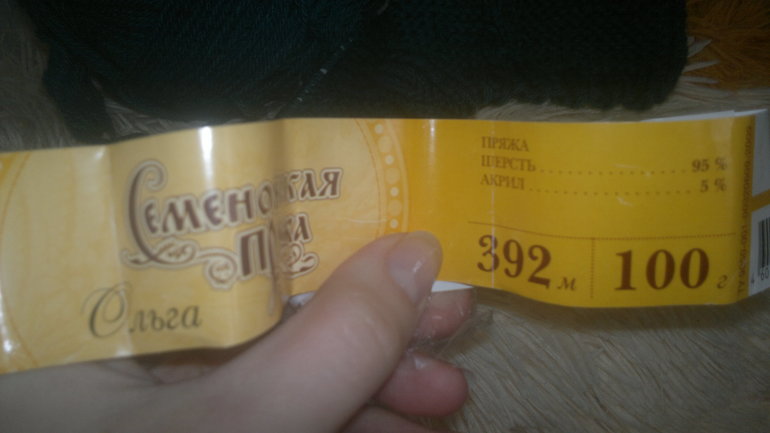 Семеновская
Пряжа
Ольга
ПРЯЖА
ШЕРСТЬ 95 %
АКРИЛ 5 %
392 м
100 г